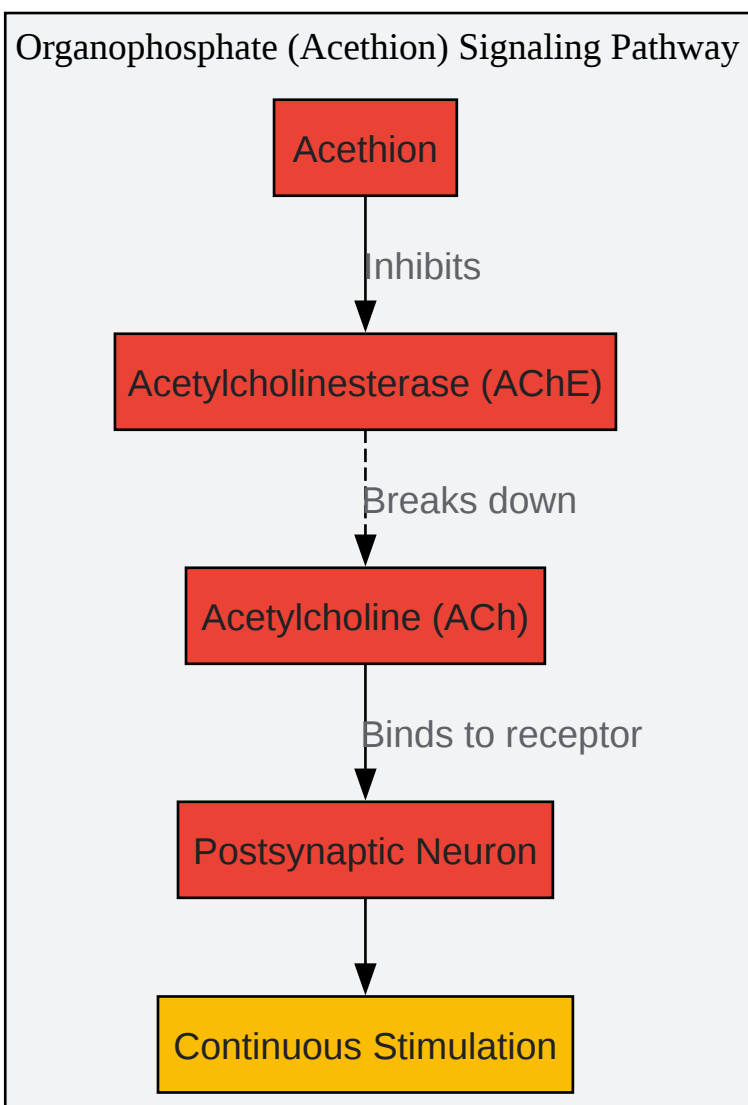 Organophosphate (Acethion) Signaling Pathway
Acethion
Inhibits
Acetylcholinesterase (AChE)
Breaks down
Acetylcholine (ACh)
Binds to receptor
Postsynaptic Neuron
Continuous Stimulation